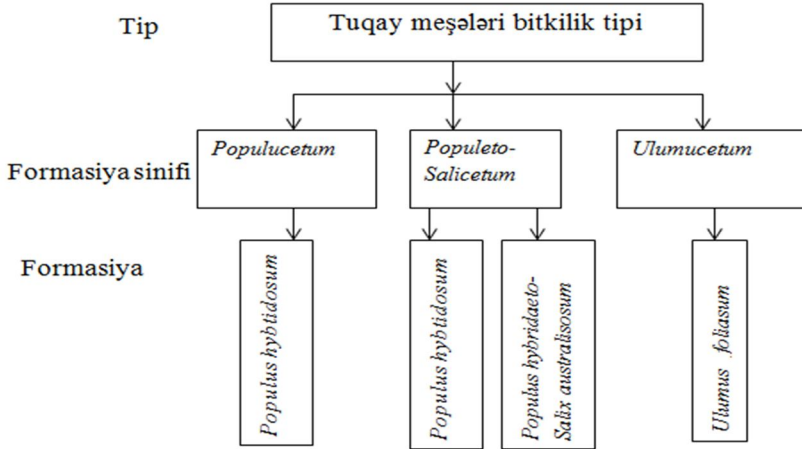 Tip
Tuqay meşələri bitkilik tipi
Formasiya sinifi
Populucetum
Populeto-
Salicetum
Ulumucetum
Formasiya
Populus hybtidosum
Populus hybtidosum
Populus hybridaeto-
Salix australisosum
Ulumus foliasum